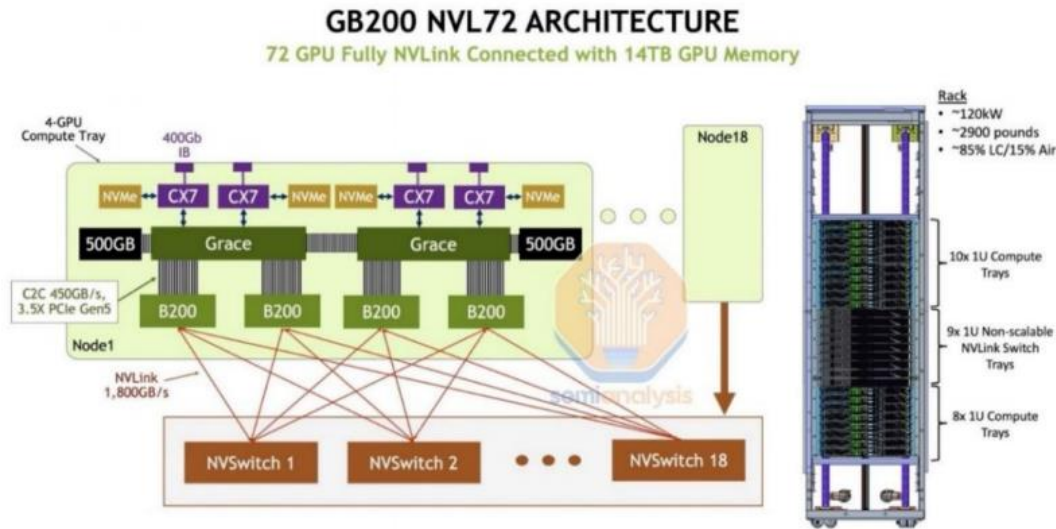 GB200 NVL72 ARCHITECTURE
72 GPU Fully NVLink Connected with 14TB GPU Memory
4-GPU
Compute Tray
400Gb
IB
NVMe
CX7
CX7
NVMe
NVMe
CX7
CX7
NVMe
500GB
Grace
Grace
500GB
C2C 450GB/s,
3.5X PCIe Gen5
B200
B200
B200
B200
Node1
Node18
NVLink
1,800GB/s
semianalysis
NVSwitch 1
NVSwitch 2
NVSwitch 18
Rack
• ~120kW
• ~2900 pounds
• ~85% LC/15% Air
10x 1U Compute
Trays
9x 1U Non-scalable
NVLink Switch
Trays
8x 1U Compute
Trays